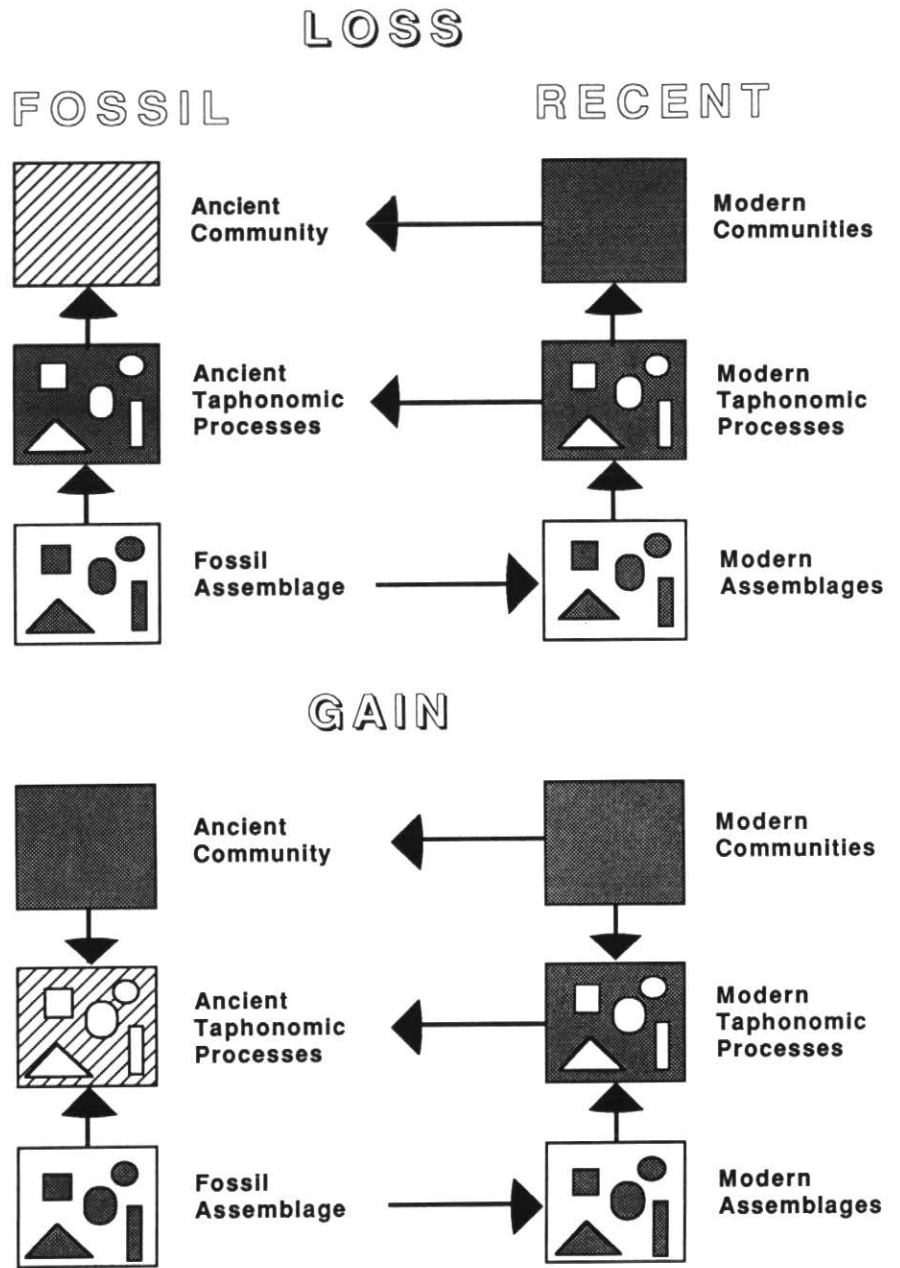 LOSS
FOSSIL
RECENT
Ancient
Community
Modern
Communities
Ancient
Taphonomic
Processes
Modern
Taphonomic
Processes
Fossil
Assemblage
Modern
Assemblages
GAIN
Ancient
Community
Modern
Communities
Ancient
Taphonomic
Processes
Modern
Taphonomic
Processes
Fossil
Assemblage
Modern
Assemblages